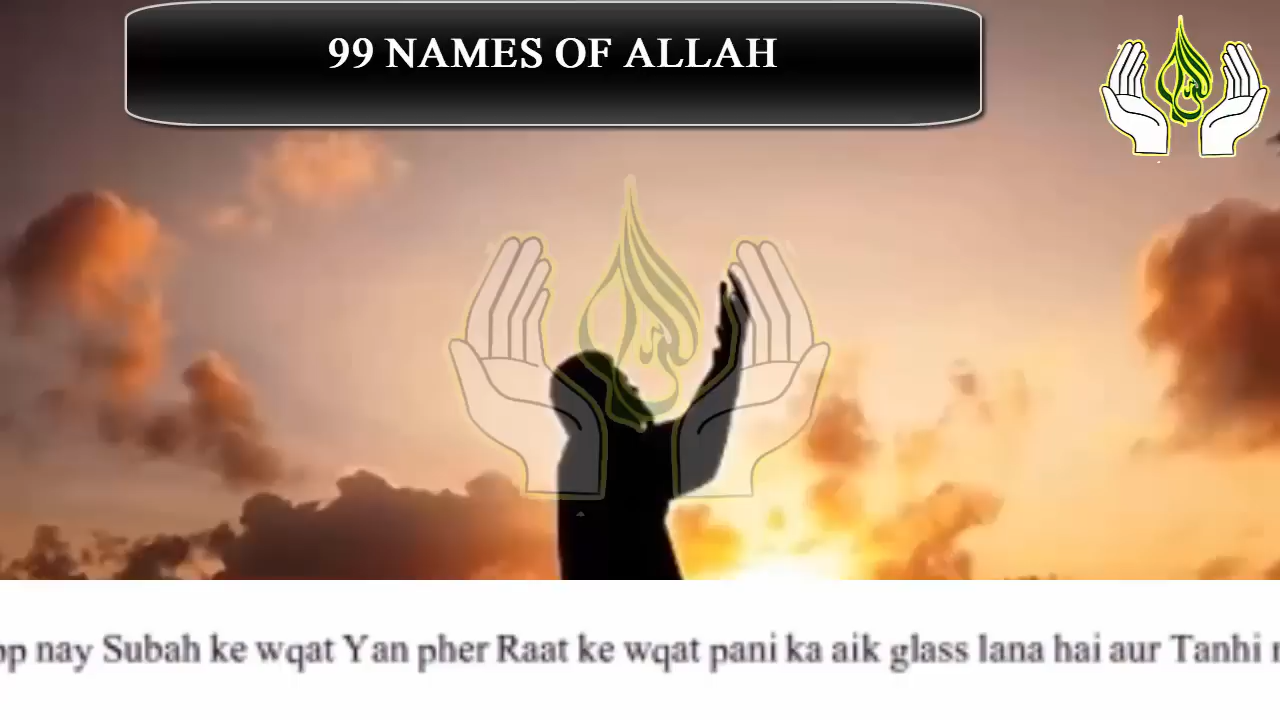 99 NAMES OF ALLAH
nay Subah ke wqat Yan pher Raat ke wqat pani ka aik glass lana hai aur Tanhi